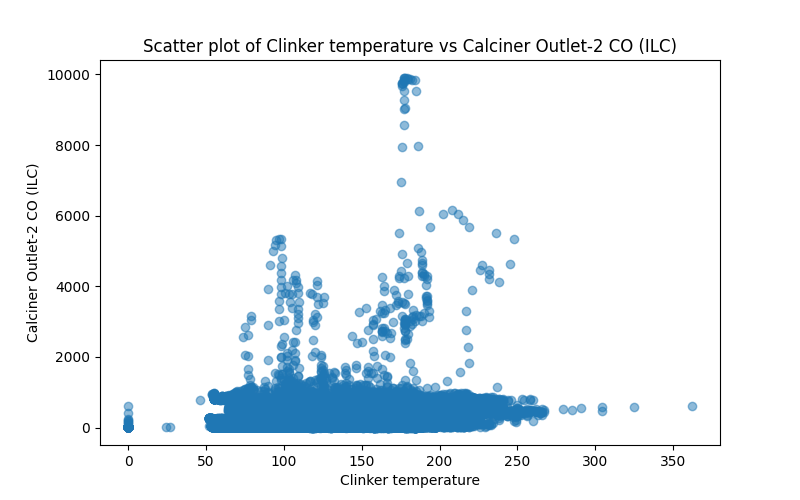 Scatter plot of Clinker temperature vs Calciner Outlet-2 CO (ILC)
10000
8000
6000
4000
2000
0
Calciner Outlet-2 CO (ILC)
0 50 100 150 200 250 300 350
Clinker temperature